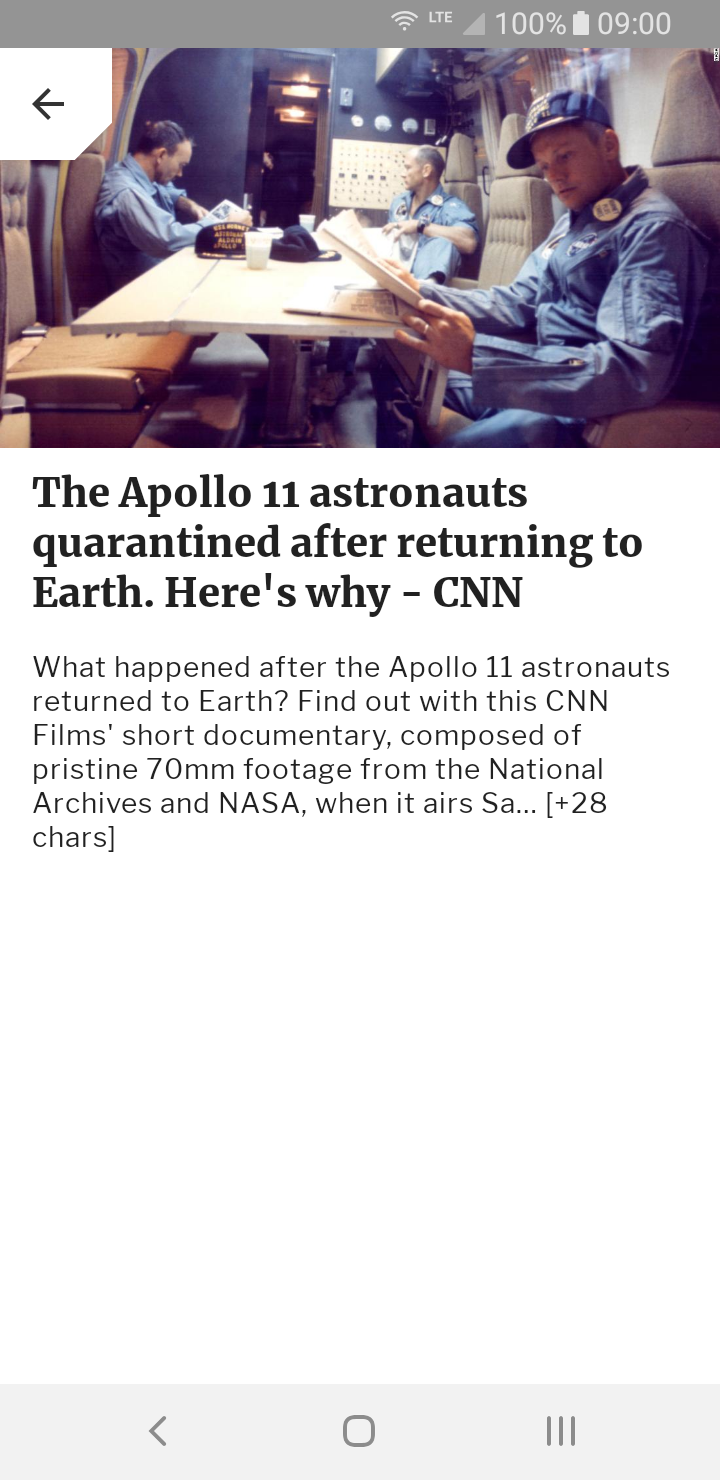 LTE 100% 09:00
The Apollo 11 astronauts
quarantined after returning to
Earth. Here's why - CNN
What happened after the Apollo 11 astronauts
returned to Earth? Find out with this CNN
Films' short documentary, composed of
pristine 70mm footage from the National
Archives and NASA, when it airs Sa... [+28
chars]